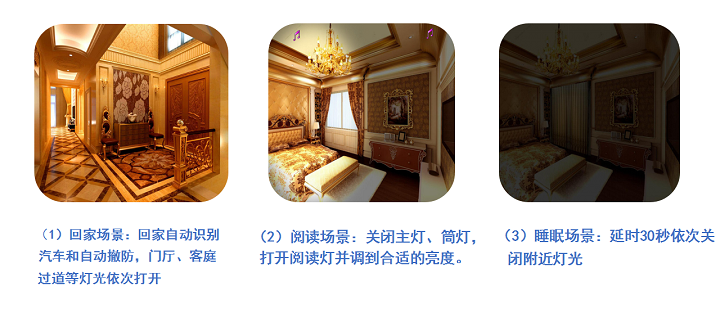 （1）回家场景：回家自动识别
汽车和自动撤防，门厅、客庭
过道等灯光依次打开
（2）阅读场景：关闭主灯、筒灯，
打开阅读灯并调到合适的亮度。
（3）睡眠场景：延时30秒依次关
闭附近灯光